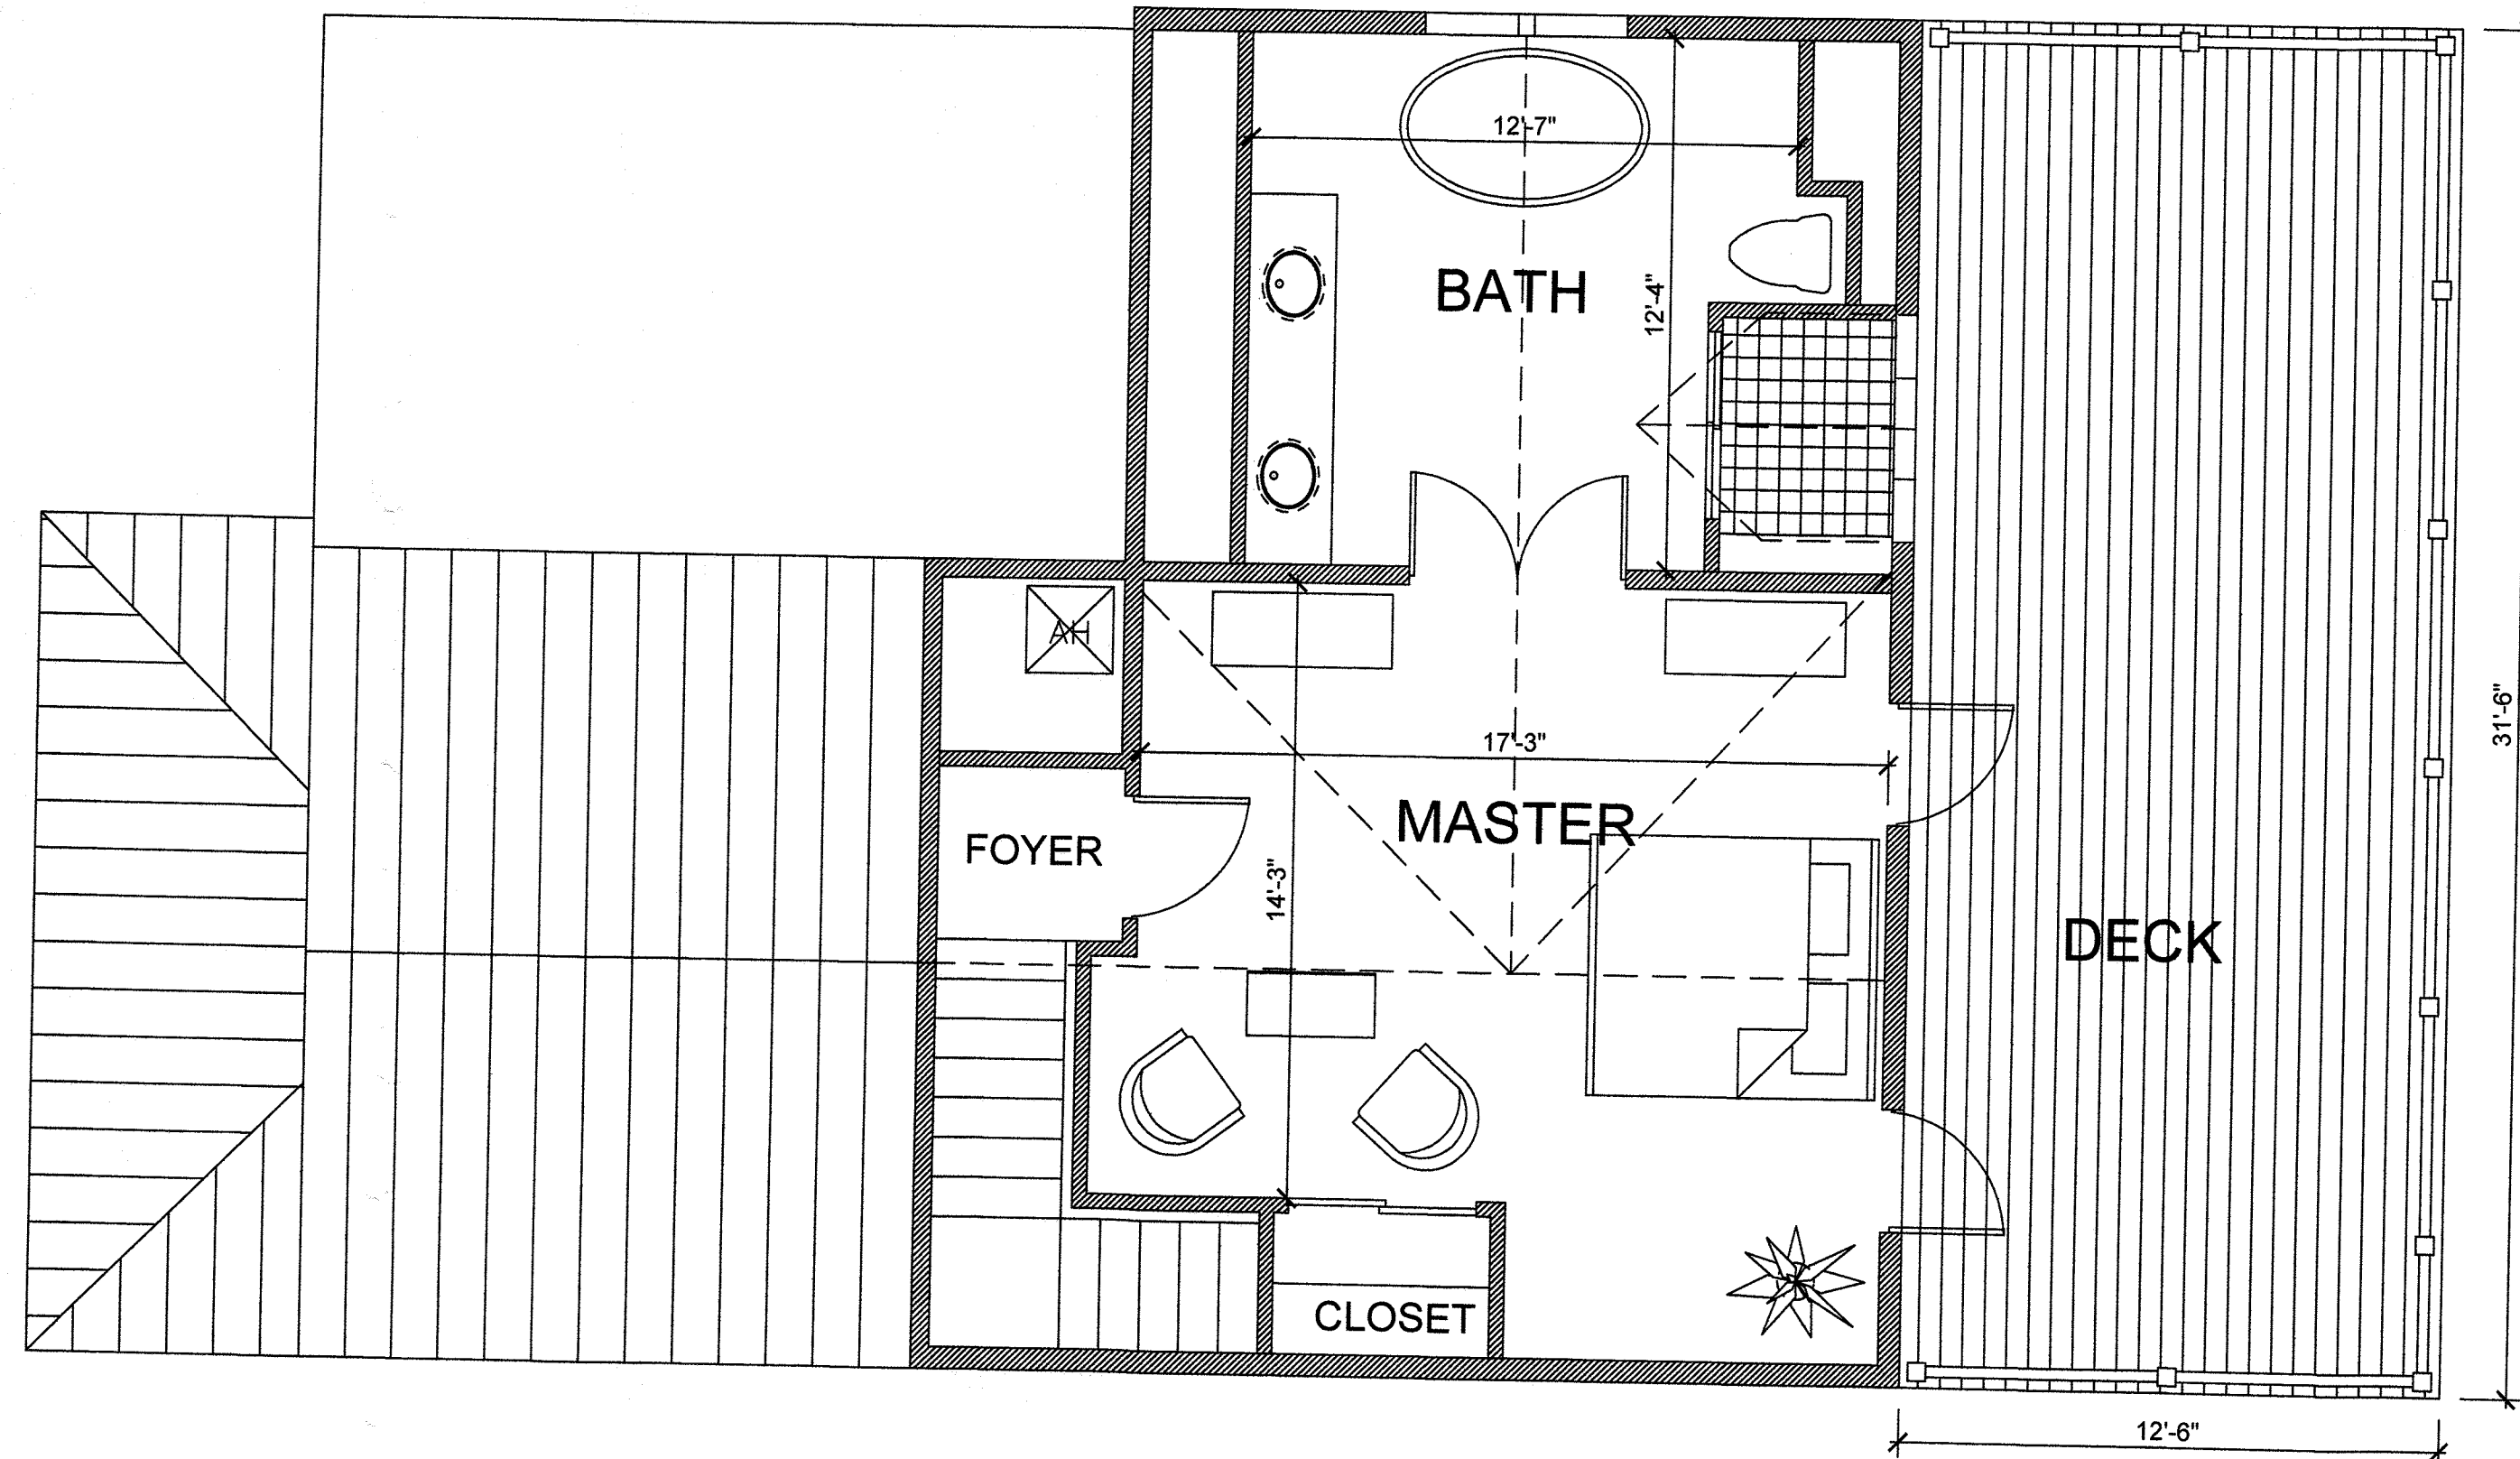 12'-7"
BATH
12'-4"
AH
17'-3"
31'-6"
MASTER
FOYER
14'-3"
DECK
CLOSET
12'-6"